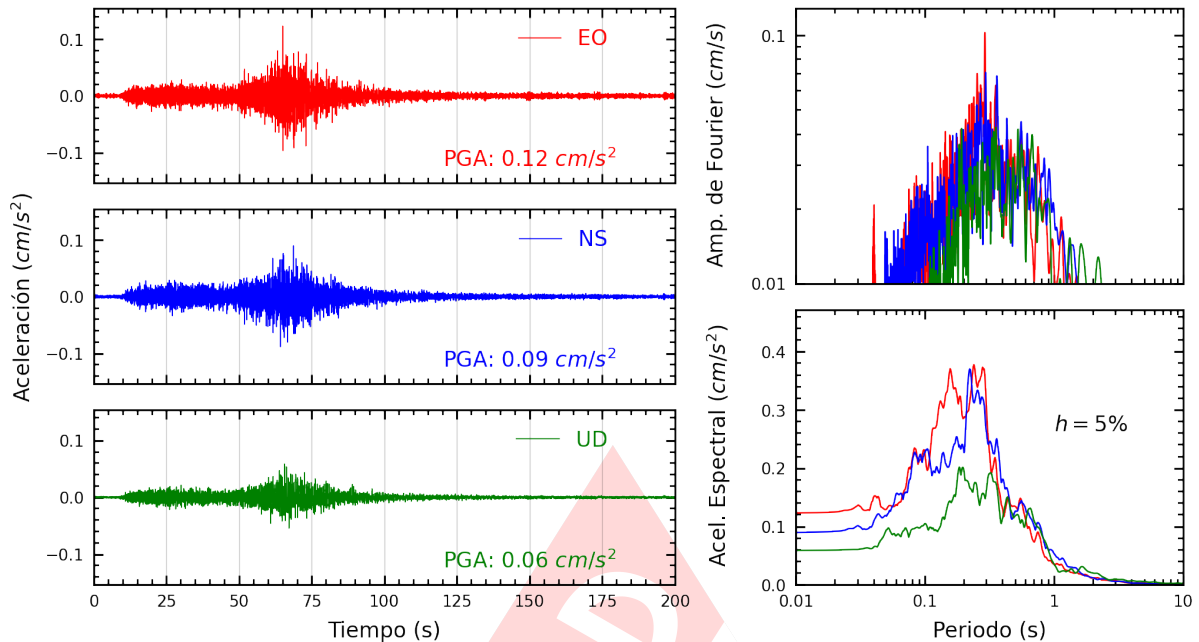 Aceleración (cm/s²)
0.1
0.0
−0.1
EO
PGA: 0.12 cm/s²
0.1
0.0
−0.1
NS
PGA: 0.09 cm/s²
0.1
0.0
−0.1
UD
PGA: 0.06 cm/s²
0 25 50 75 100 125 150 175 200
Tiempo (s)
Amp. de Fourier (cm/s)
0.1
0.01
Acel. Espectral (cm/s²)
0.4
0.3
0.2
0.1
0.0
h = 5%
0.01 0.1 1 10
Periodo (s)